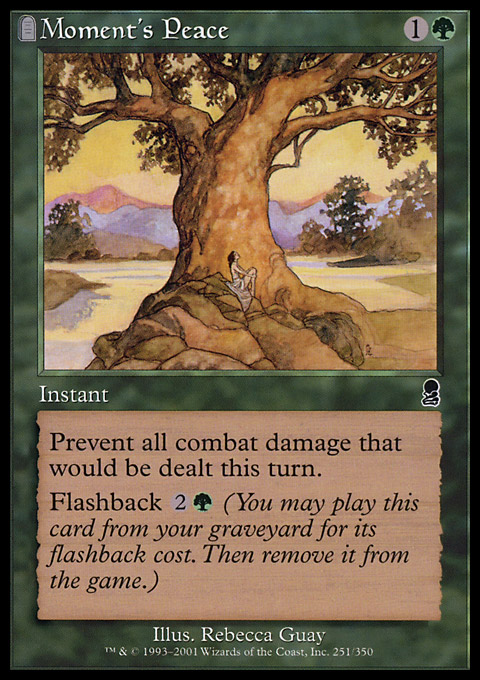 Moment's Peace 1
Instant
Prevent all combat damage that
would be dealt this turn.
Flashback 2 (You may play this
card from your graveyard for its
flashback cost. Then remove it from
the game.)
Illus. Rebecca Guay
™ & © 1993–2001 Wizards of the Coast, Inc. 251/350